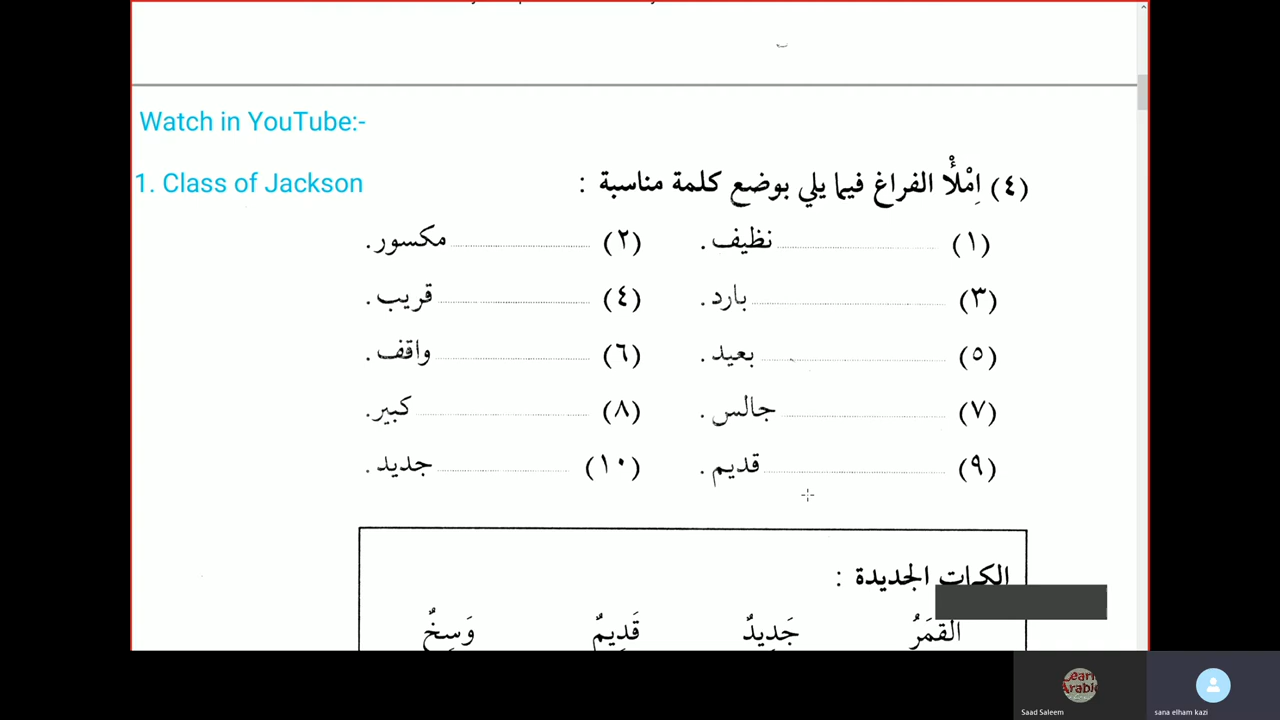 Watch in YouTube:-
1. Class of Jackson
(٤) اِمْلَأْ الفراغ فيما يلي بوضع كلمة مناسبة :
(١) ........ نظيف . (٢) ........ مكسور .
(٣) ........ بارد . (٤) ........ قريب .
(٥) ........ بعيد . (٦) ........ واقف .
(٧) ........ جالس . (٨) ........ كبير .
(٩) ........ قديم . (١٠) ........ جديد .
الجديدة :
القَمَرُ جَدِيدٌ قَدِيمٌ وَسِخٌ
Learn Arabic
Saad Saleem
sana elham kazi